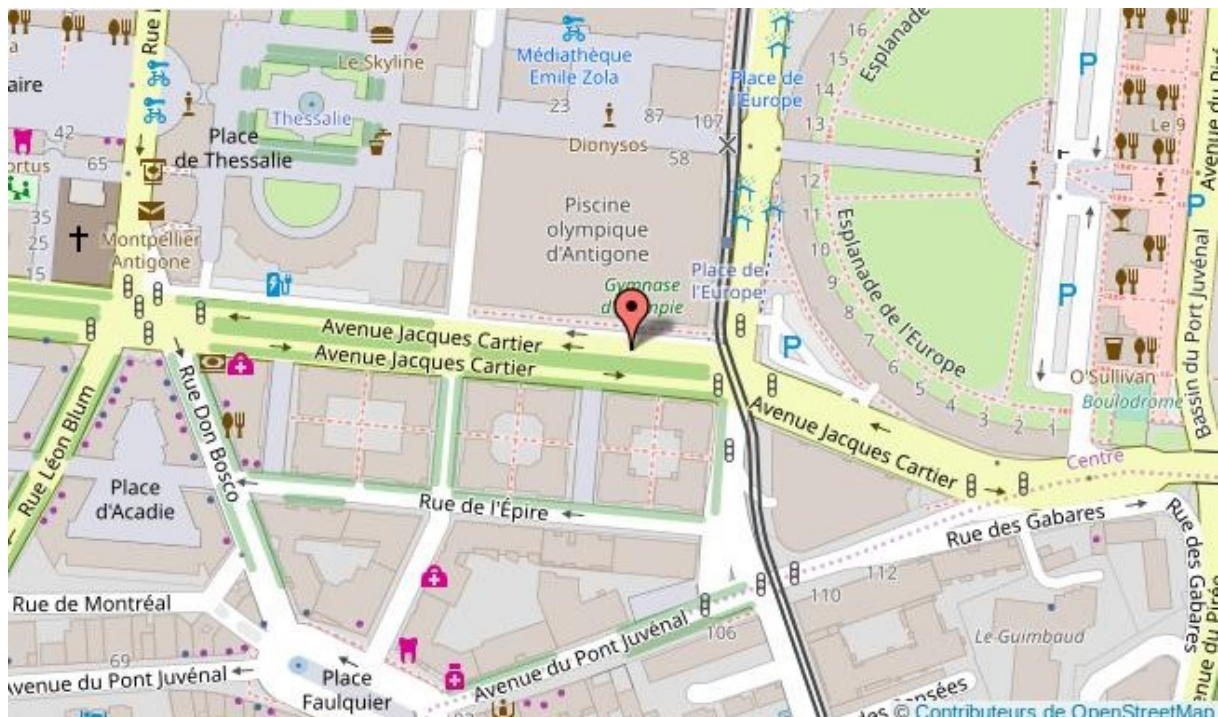 Le Skyline
Médiathèque
Emile Zola
Place de
l'Europe
Esplanade
16
15
14
13
12
11
10
9
8
7
6
5
4
3
2
1
aire
Thessalie
Place
de Thessalie
42
65
ortus
35
25
15
23
87
107
58
Dionysos
Le 9
Piscine
olympique
d'Antigone
Montpellier
Antigone
Place de
l'Europe
Esplanade de l'Europe
Bassin du Port Juvénal
P
P
P
P
Avenue Jacques Cartier
Avenue Jacques Cartier
Avenue Jacques Cartier
O'Sullivan
Boulodrome
Centre
Rue Léon Blum
Rue Don Bosco
Place
d'Acadie
Rue de l'Épire
Rue des Gabares
Rue des Gabares
112
110
106
Rue de Montréal
69
Avenue du Pont Juvénal
Avenue du Pont Juvénal
Place
Faulquier
Le Guimbaud
© Contributeurs de OpenStreetMap